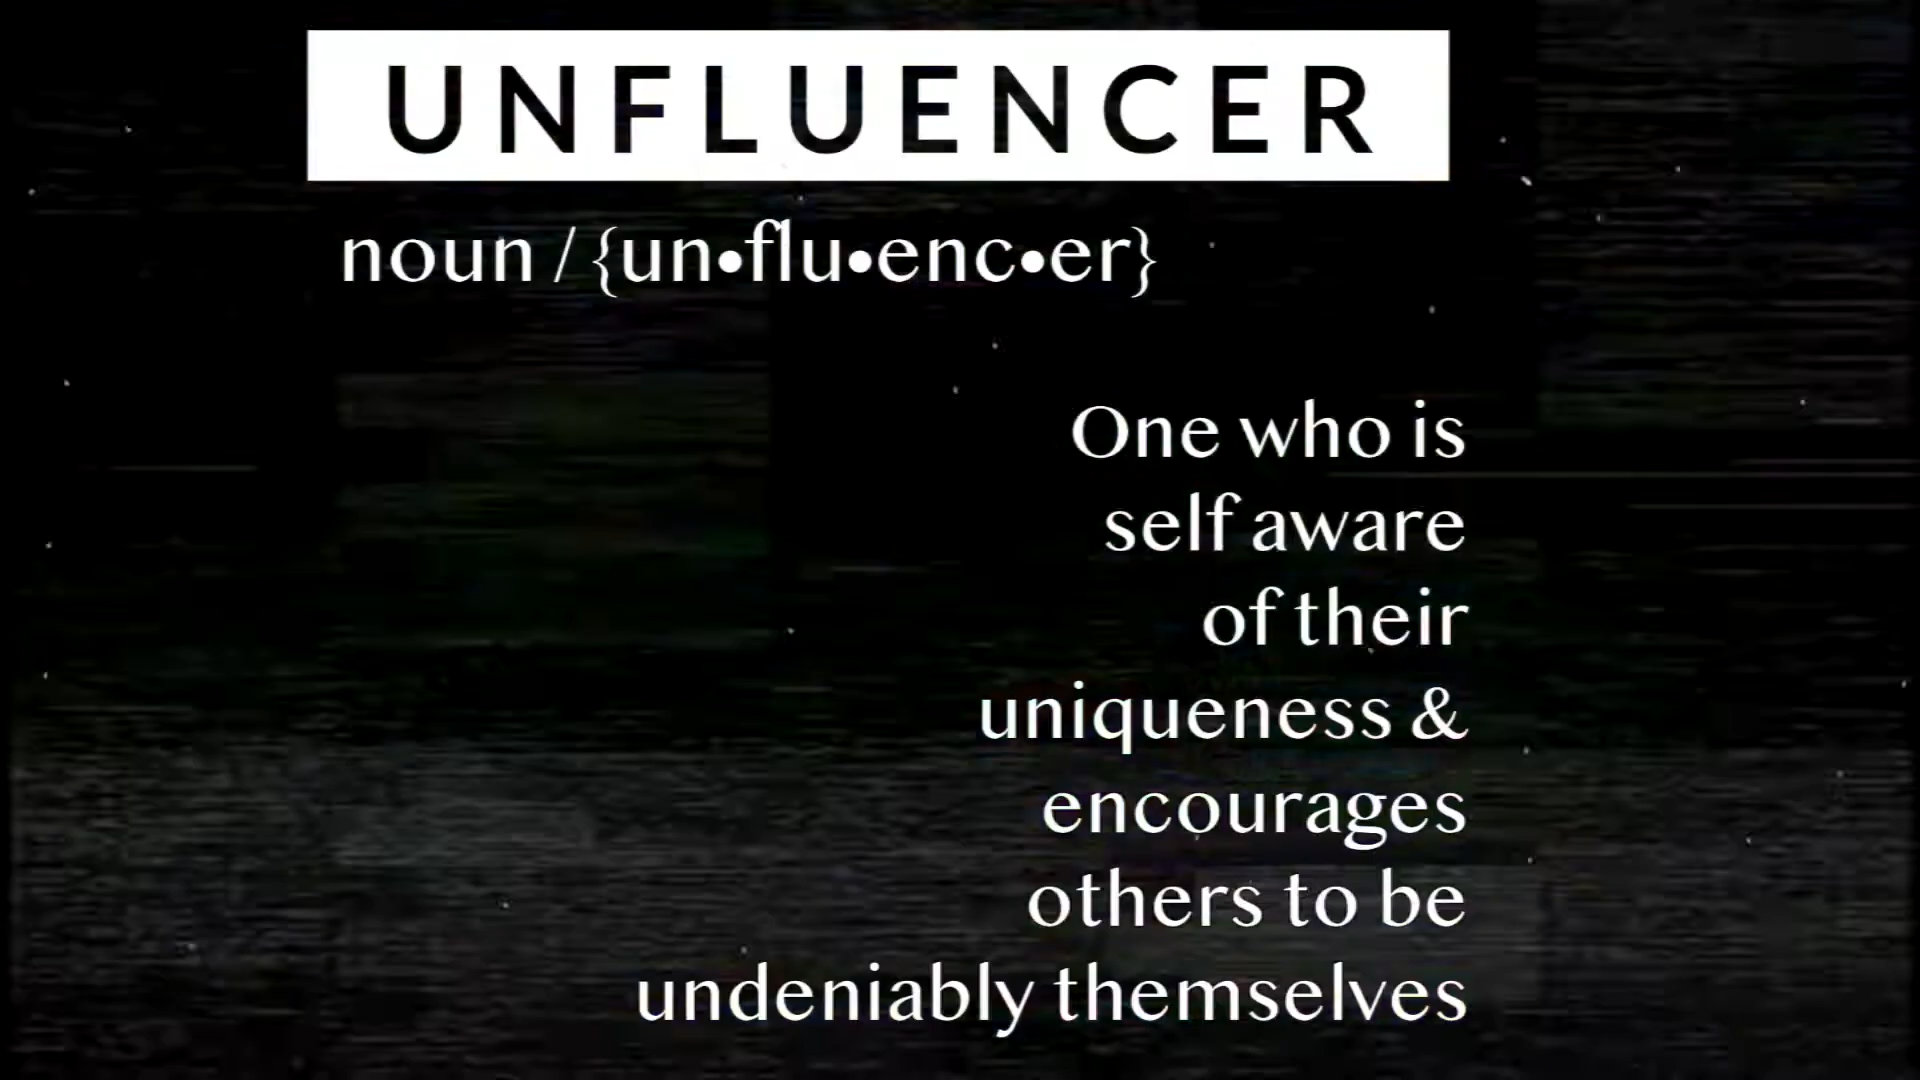 UNFLUENCER
noun / {un•flu•enc•er}
One who is
self aware
of their
uniqueness &
encourages
others to be
undeniably themselves